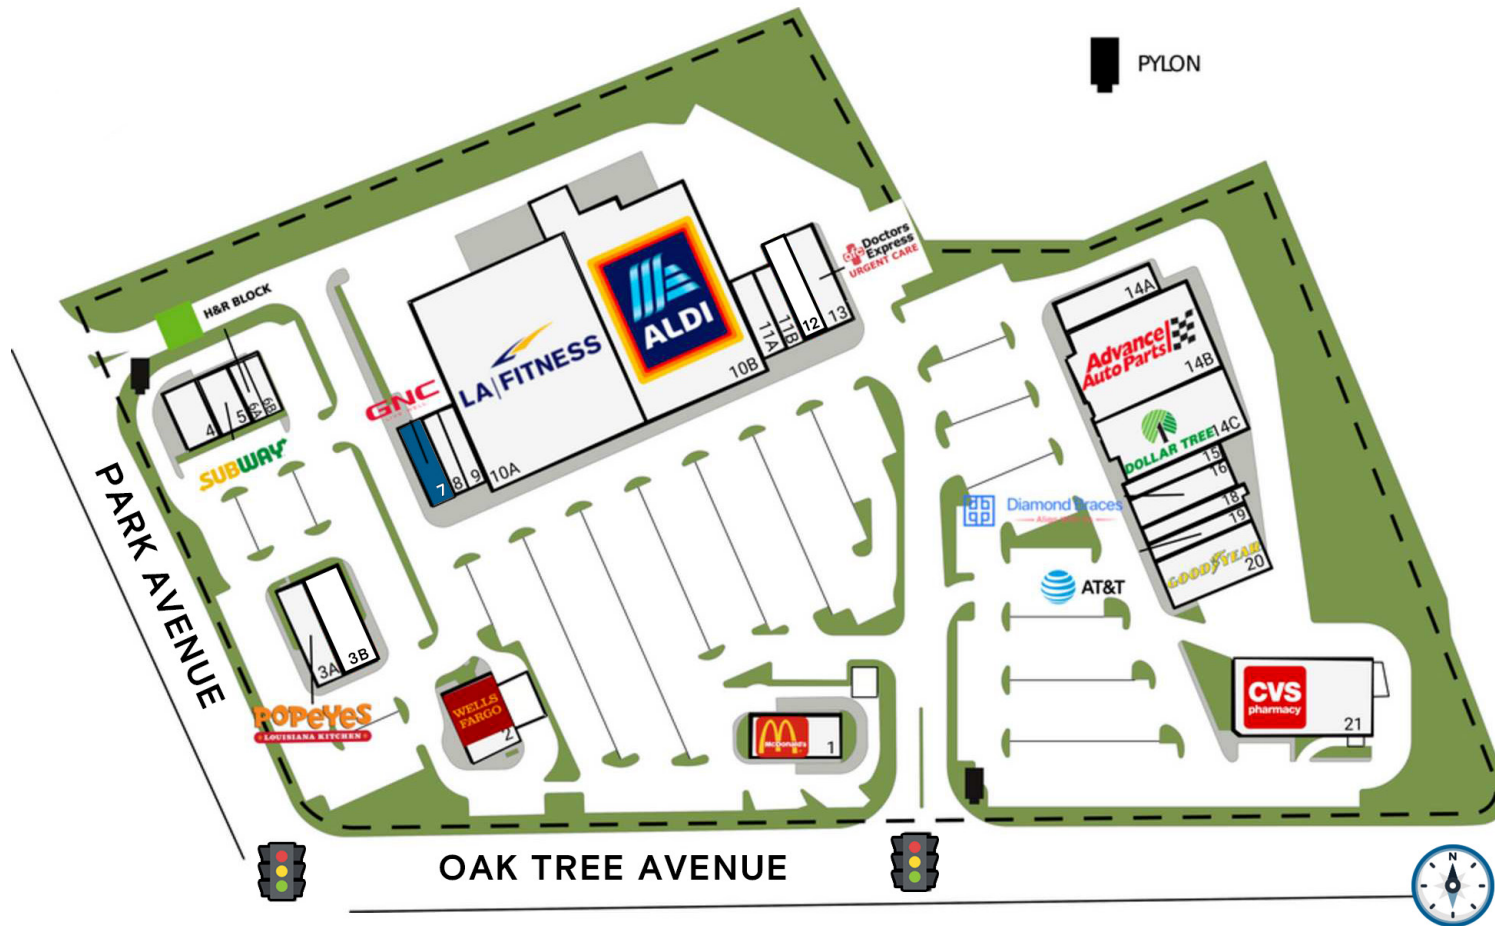 PYLON
H&R BLOCK
4
5
6A
6B
SUBWAY
GNC
7
8
9
LA|FITNESS
10A
ALDI
10B
11A
11B
12
13
afc Doctors
Express
URGENT CARE
14A
Advance
Auto Parts
14B
DOLLAR TREE
14C
15
16
18
19
GOODYEAR
20
Diamond Braces
AT&T
PARK AVENUE
3A
3B
POPEYES
LOUISIANA KITCHEN
WELLS
FARGO
2
McDonald's
1
CVS
pharmacy
21
OAK TREE AVENUE
N